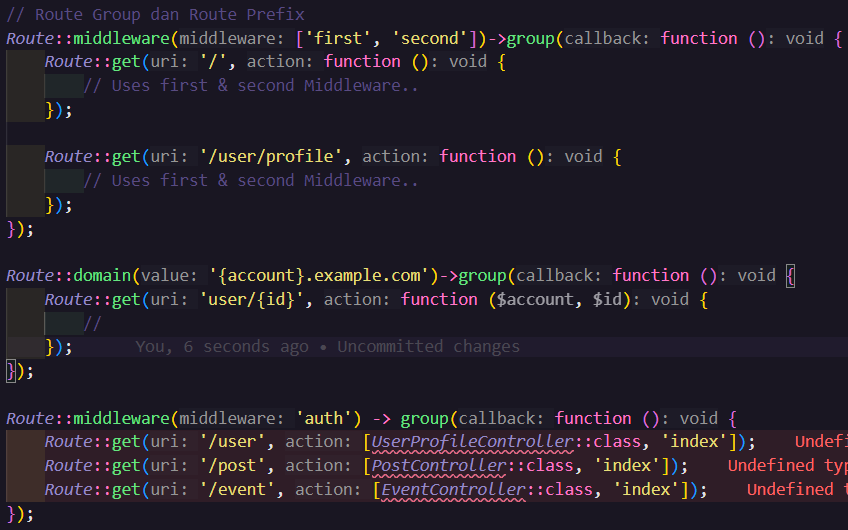 // Route Group dan Route Prefix
Route::middleware(middleware: ['first', 'second'])->group(callback: function (): void {
Route::get(uri: '/', action: function (): void {
// Uses first & second Middleware..
});
Route::get(uri: '/user/profile', action: function (): void {
// Uses first & second Middleware..
});
});
Route::domain(value: '{account}.example.com')->group(callback: function (): void {
Route::get(uri: 'user/{id}', action: function ($account, $id): void {
//
}); You, 6 seconds ago • Uncommitted changes
});
Route::middleware(middleware: 'auth') -> group(callback: function (): void {
Route::get(uri: '/user', action: [UserProfileController::class, 'index']); Undefi
Route::get(uri: '/post', action: [PostController::class, 'index']); Undefined typ
Route::get(uri: '/event', action: [EventController::class, 'index']); Undefined t
});